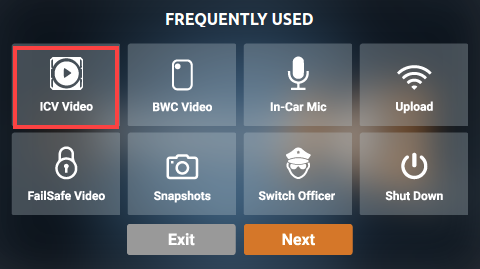 FREQUENTLY USED
ICV Video
BWC Video
In-Car Mic
Upload
FailSafe Video
Snapshots
Switch Officer
Shut Down
Exit
Next